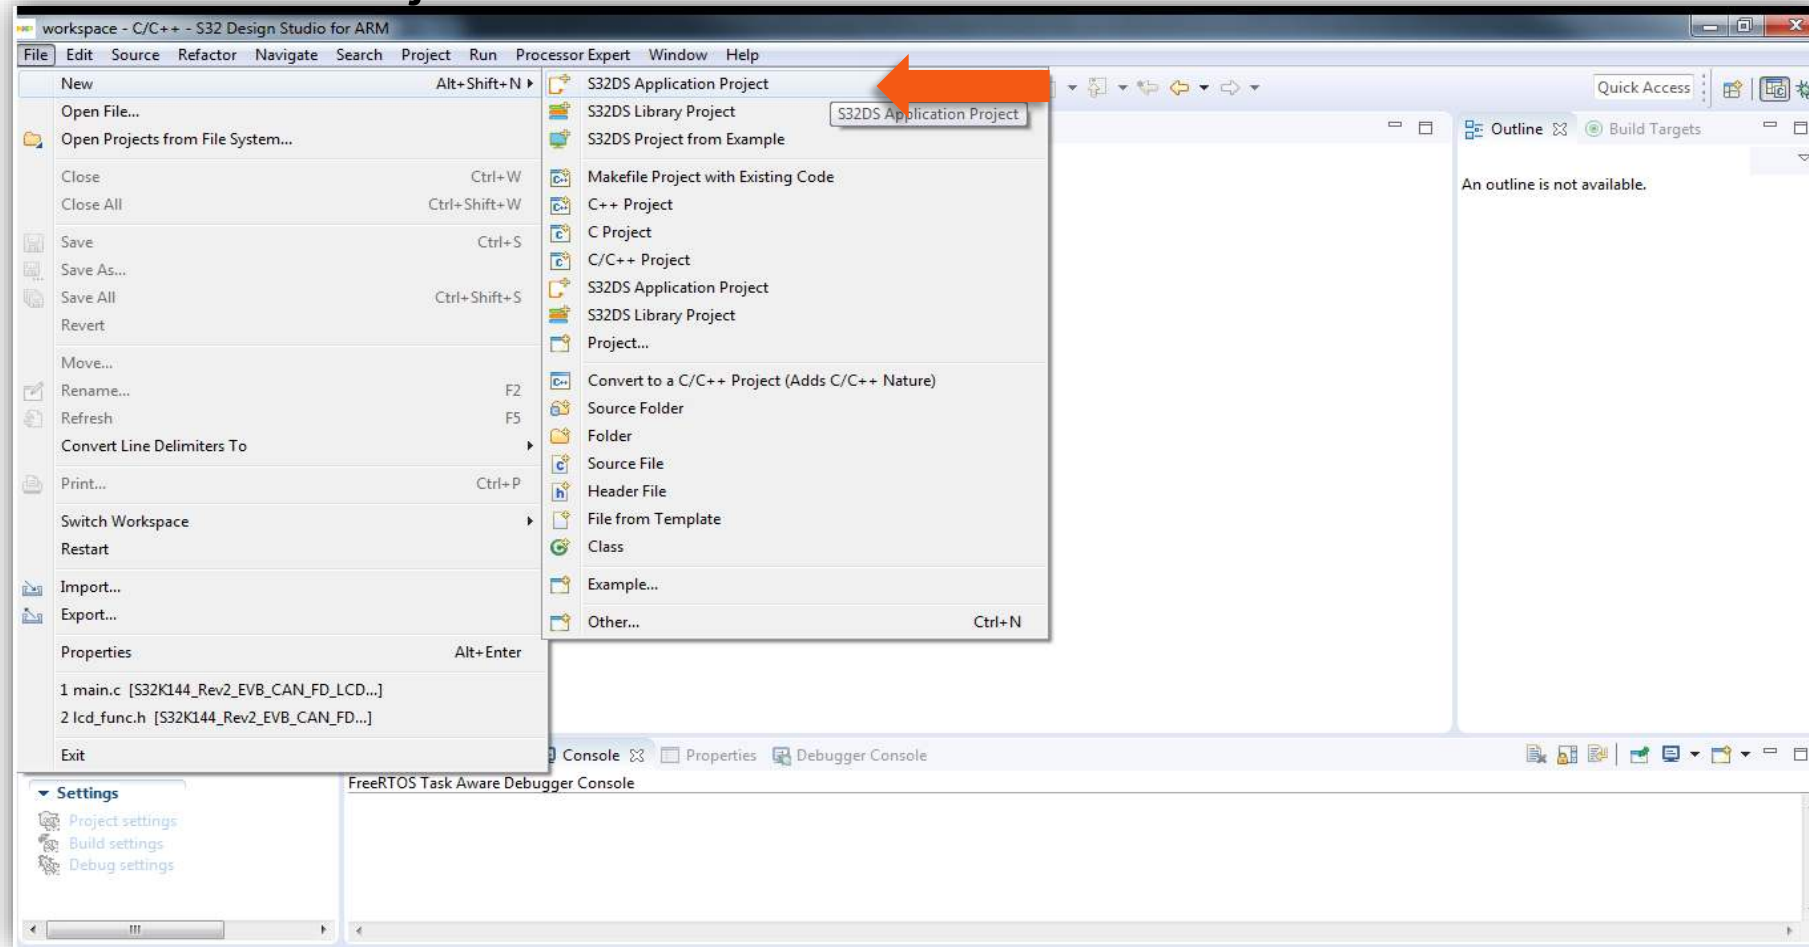 workspace - C/C++ - S32 Design Studio for ARM
File Edit Source Refactor Navigate Search Project Run Processor Expert Window Help
New Alt+Shift+N
Open File...
Open Projects from File System...
Close Ctrl+W
Close All Ctrl+Shift+W
Save Ctrl+S
Save As...
Save All Ctrl+Shift+S
Revert
Move...
Rename... F2
Refresh F5
Convert Line Delimiters To
Print... Ctrl+P
Switch Workspace
Restart
Import...
Export...
Properties Alt+Enter
1 main.c [S32K144_Rev2_EVB_CAN_FD_LCD...]
2 lcd_func.h [S32K144_Rev2_EVB_CAN_FD...]
Exit
S32DS Application Project
S32DS Library Project
S32DS Project from Example
Makefile Project with Existing Code
C++ Project
C Project
C/C++ Project
S32DS Application Project
S32DS Library Project
Project...
Convert to a C/C++ Project (Adds C/C++ Nature)
Source Folder
Folder
Source File
Header File
File from Template
Class
Example...
Other... Ctrl+N
S32DS Application Project
Quick Access
Outline Build Targets
An outline is not available.
Console Properties Debugger Console
FreeRTOS Task Aware Debugger Console
Settings
Project settings
Build settings
Debug settings